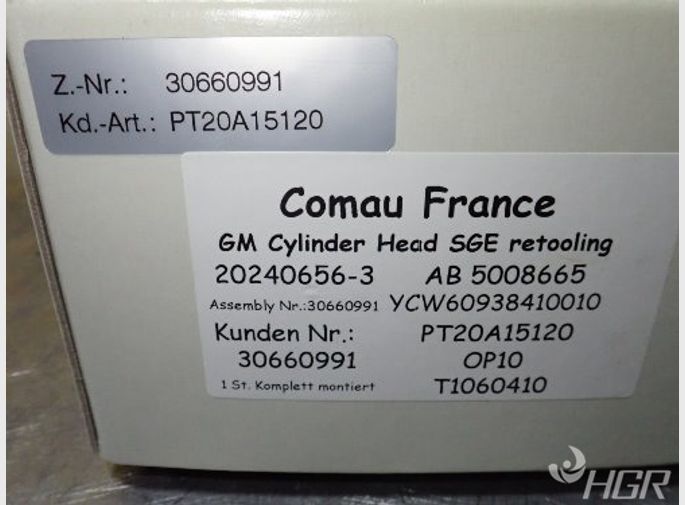 Z.-Nr.: 30660991
Kd.-Art.: PT20A15120
Comau France
GM Cylinder Head SGE retooling
20240656-3 AB 5008665
Assembly Nr.:30660991 YCW60938410010
Kunden Nr.: PT20A15120
30660991 OP10
1 St. Komplett montiert T1060410
HGR